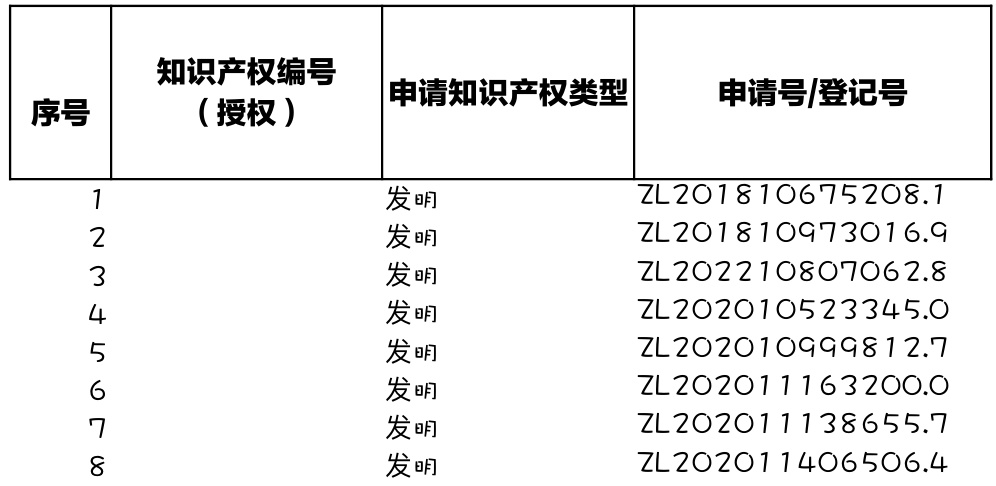 序号 知识产权编号（授权） 申请知识产权类型 申请号/登记号
1 发明 ZL201810675208.1
2 发明 ZL201810973016.9
3 发明 ZL202210807062.8
4 发明 ZL202010523345.0
5 发明 ZL202010999812.7
6 发明 ZL202011163200.0
7 发明 ZL202011138655.7
8 发明 ZL202011406506.4